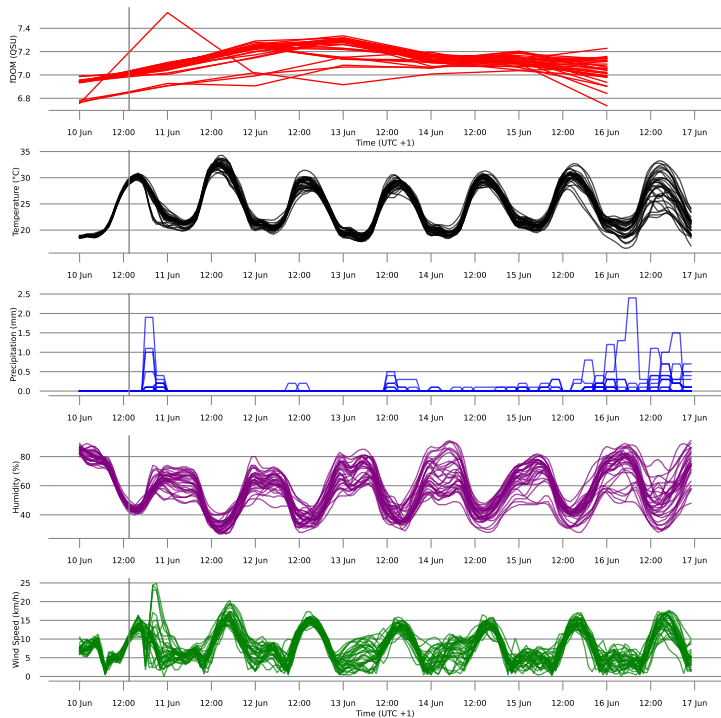 fDOM (QSU)
7.4
7.2
7.0
6.8
10 Jun 12:00 11 Jun 12:00 12 Jun 12:00 13 Jun 12:00 14 Jun 12:00 15 Jun 12:00 16 Jun 12:00 17 Jun
Time (UTC +1)
Temperature (°C)
35
30
25
20
10 Jun 12:00 11 Jun 12:00 12 Jun 12:00 13 Jun 12:00 14 Jun 12:00 15 Jun 12:00 16 Jun 12:00 17 Jun
Precipitation (mm)
2.5
2.0
1.5
1.0
0.5
0.0
10 Jun 12:00 11 Jun 12:00 12 Jun 12:00 13 Jun 12:00 14 Jun 12:00 15 Jun 12:00 16 Jun 12:00 17 Jun
Humidity (%)
80
60
40
10 Jun 12:00 11 Jun 12:00 12 Jun 12:00 13 Jun 12:00 14 Jun 12:00 15 Jun 12:00 16 Jun 12:00 17 Jun
Wind Speed (km/h)
25
20
15
10
5
0
10 Jun 12:00 11 Jun 12:00 12 Jun 12:00 13 Jun 12:00 14 Jun 12:00 15 Jun 12:00 16 Jun 12:00 17 Jun
Time (UTC +1)